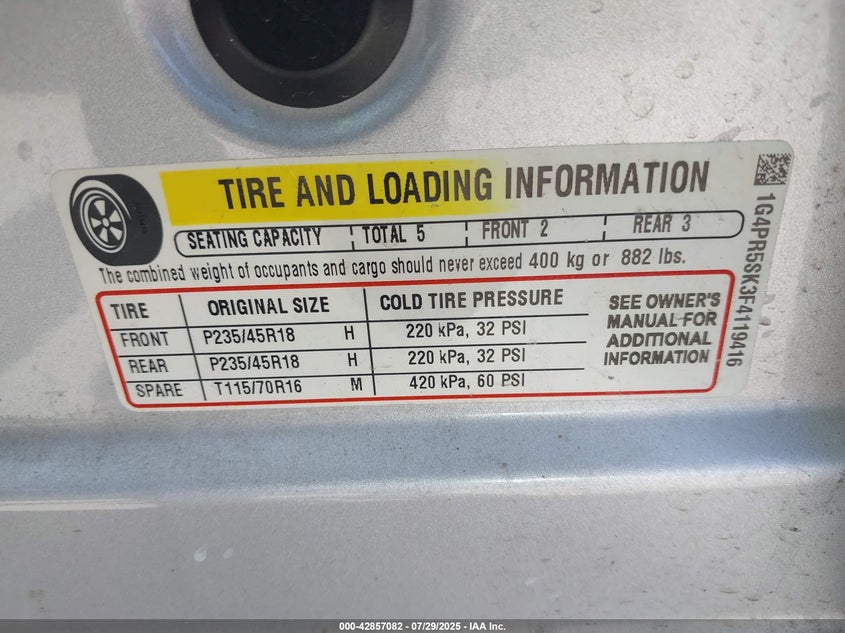 TIRE AND LOADING INFORMATION
SEATING CAPACITY TOTAL 5 FRONT 2 REAR 3
The combined weight of occupants and cargo should never exceed 400 kg or 882 lbs.
TIRE ORIGINAL SIZE COLD TIRE PRESSURE
FRONT P235/45R18 H 220 kPa, 32 PSI
REAR P235/45R18 H 220 kPa, 32 PSI
SPARE T115/70R16 M 420 kPa, 60 PSI
SEE OWNER'S
MANUAL FOR
ADDITIONAL
INFORMATION
1G4PR5SK3F4119416
000-42857082 - 07/29/2025 - IAA Inc.